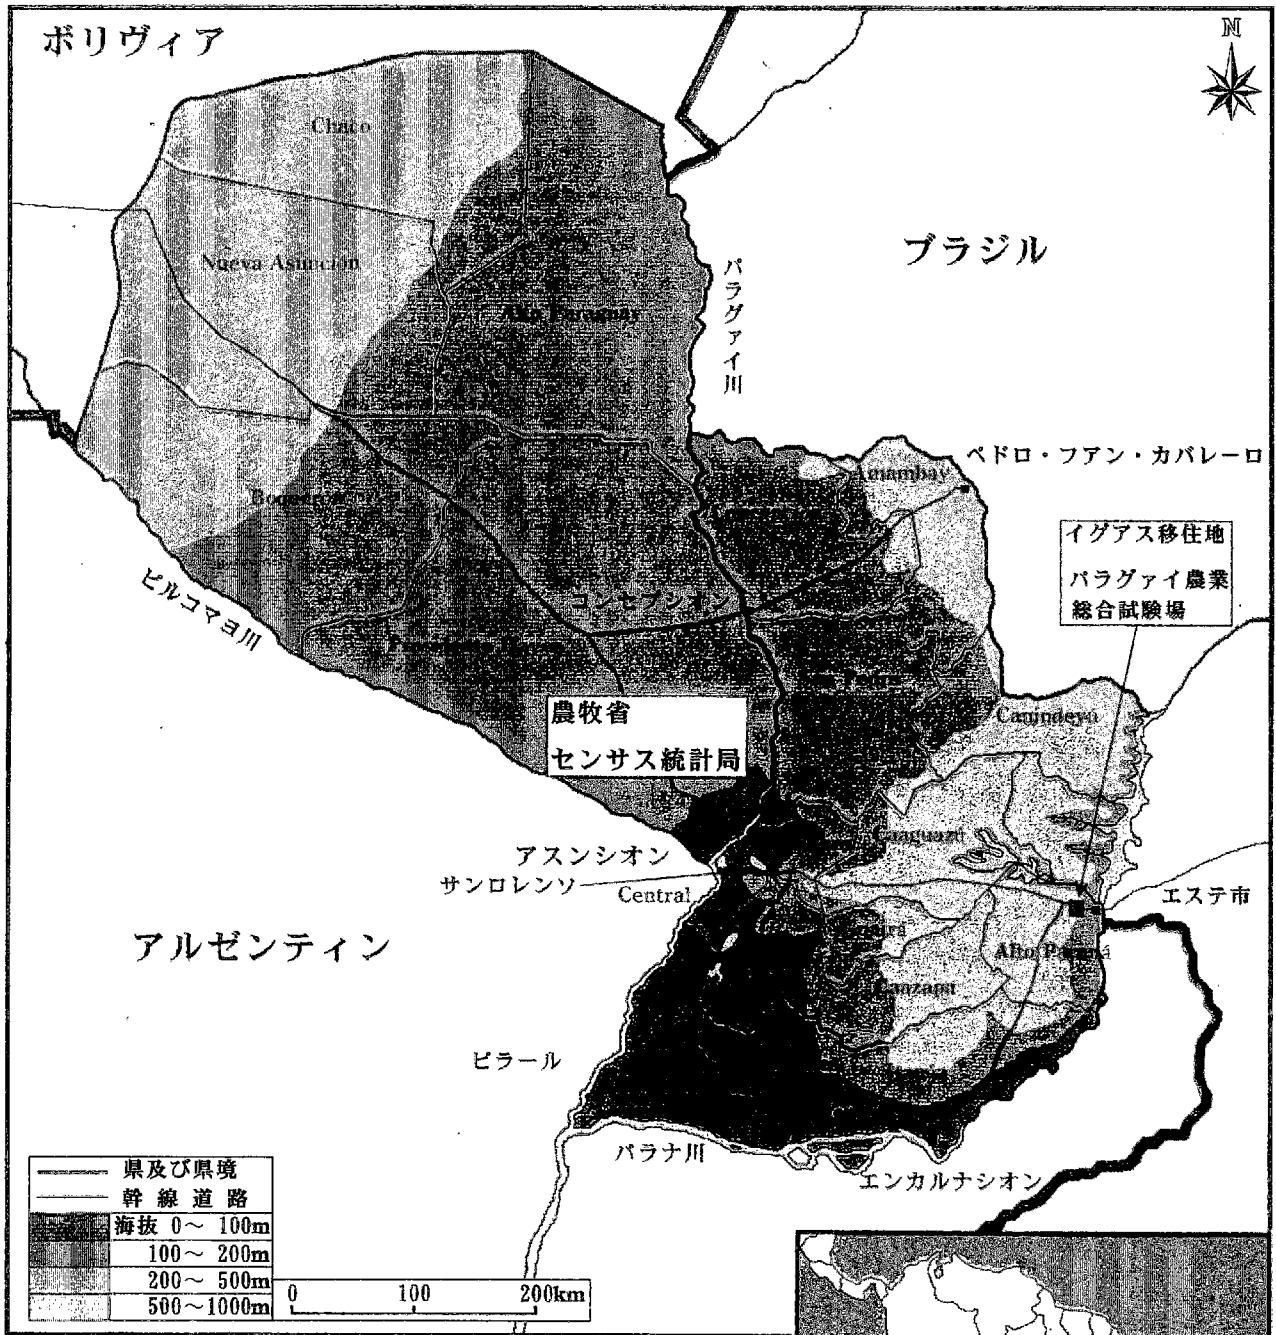 ボリヴィア
N
Chaco
ブラジル
Nueva Asunción
パラグァイ川
Alto Paraguay
ペドロ・フアン・カバレーロ
Amambay
Boquerón
イグアス移住地
パラグァイ農業
総合試験場
ピルコマヨ川
コンセプシオン
San Pedro
農牧省
センサス統計局
Canindeyú
Caaguazú
アスンシオン
サンロレンソ
Central
エステ市
アルゼンティン
Alto Paraná
Caazapá
ピラール
パラナ川
エンカルナシオン
県及び県境
幹線道路
海抜 0～ 100m
100～ 200m
200～ 500m
500～1000m
0 100 200km